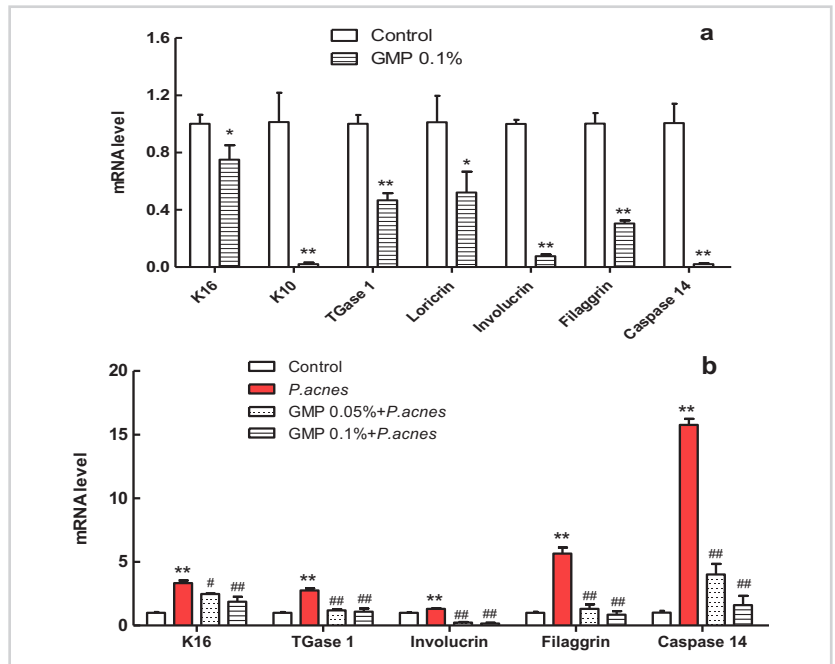 a
Control
GMP 0.1%
mRNA level
1.6
1.2
0.8
0.4
0.0
*
**
**
*
**
**
**
K16
K10
TGase 1
Loricrin
Involucrin
Filaggrin
Caspase 14
b
Control
P.acnes
GMP 0.05%+P.acnes
GMP 0.1%+P.acnes
mRNA level
20
15
10
5
0
** # ##
** ## ##
** ## ##
** ## ##
** ## ##
K16
TGase 1
Involucrin
Filaggrin
Caspase 14